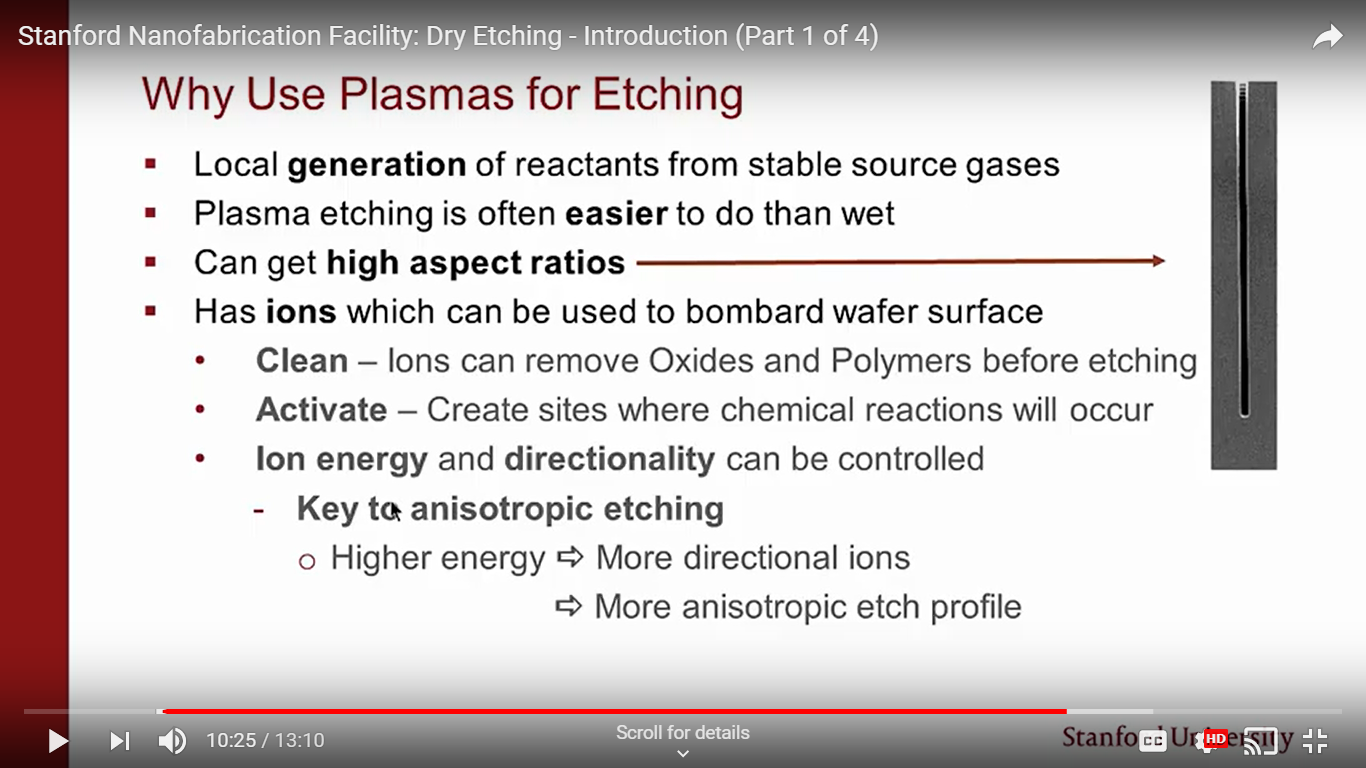 Stanford Nanofabrication Facility: Dry Etching - Introduction (Part 1 of 4)
Why Use Plasmas for Etching
▪ Local generation of reactants from stable source gases
▪ Plasma etching is often easier to do than wet
▪ Can get high aspect ratios
▪ Has ions which can be used to bombard wafer surface
• Clean – Ions can remove Oxides and Polymers before etching
• Activate – Create sites where chemical reactions will occur
• Ion energy and directionality can be controlled
- Key to anisotropic etching
o Higher energy ⇨ More directional ions
⇨ More anisotropic etch profile
10:25 / 13:10
Scroll for details
Stanford University
CC
HD